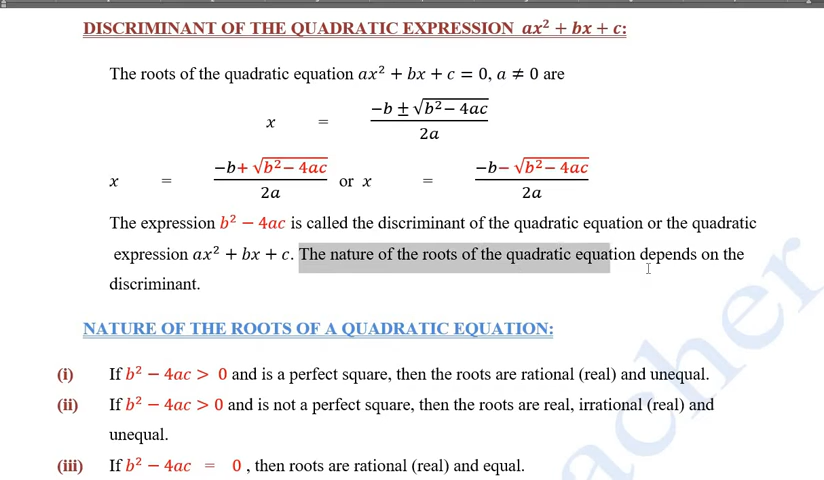 DISCRIMINANT OF THE QUADRATIC EXPRESSION ax² + bx + c:
The roots of the quadratic equation ax² + bx + c = 0, a ≠ 0 are
x = (−b ± √(b² − 4ac)) / 2a
x = (−b + √(b² − 4ac)) / 2a or x = (−b − √(b² − 4ac)) / 2a
The expression b² − 4ac is called the discriminant of the quadratic equation or the quadratic
expression ax² + bx + c. The nature of the roots of the quadratic equation depends on the
discriminant.
NATURE OF THE ROOTS OF A QUADRATIC EQUATION:
(i) If b² − 4ac > 0 and is a perfect square, then the roots are rational (real) and unequal.
(ii) If b² − 4ac > 0 and is not a perfect square, then the roots are real, irrational (real) and
unequal.
(iii) If b² − 4ac = 0 , then roots are rational (real) and equal.
acher